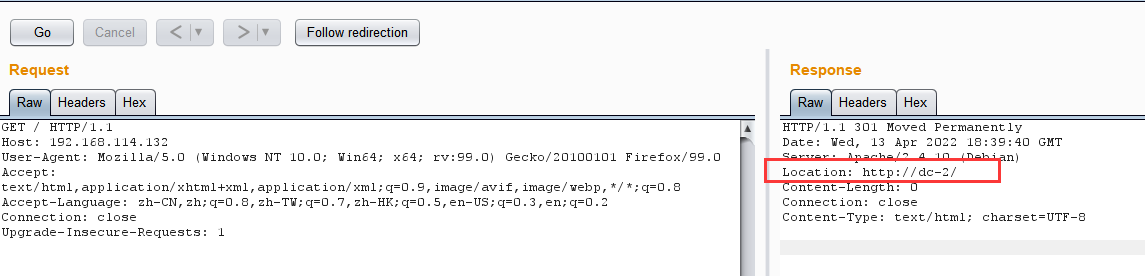 Go Cancel < ▼ > ▼ Follow redirection
Request
Raw Headers Hex
GET / HTTP/1.1
Host: 192.168.114.132
User-Agent: Mozilla/5.0 (Windows NT 10.0; Win64; x64; rv:99.0) Gecko/20100101 Firefox/99.0
Accept:
text/html,application/xhtml+xml,application/xml;q=0.9,image/avif,image/webp,*/*;q=0.8
Accept-Language: zh-CN,zh;q=0.8,zh-TW;q=0.7,zh-HK;q=0.5,en-US;q=0.3,en;q=0.2
Connection: close
Upgrade-Insecure-Requests: 1
Response
Raw Headers Hex
HTTP/1.1 301 Moved Permanently
Date: Wed, 13 Apr 2022 18:39:40 GMT
Server: Apache/2.4.10 (Debian)
Location: http://dc-2/
Content-Length: 0
Connection: close
Content-Type: text/html; charset=UTF-8